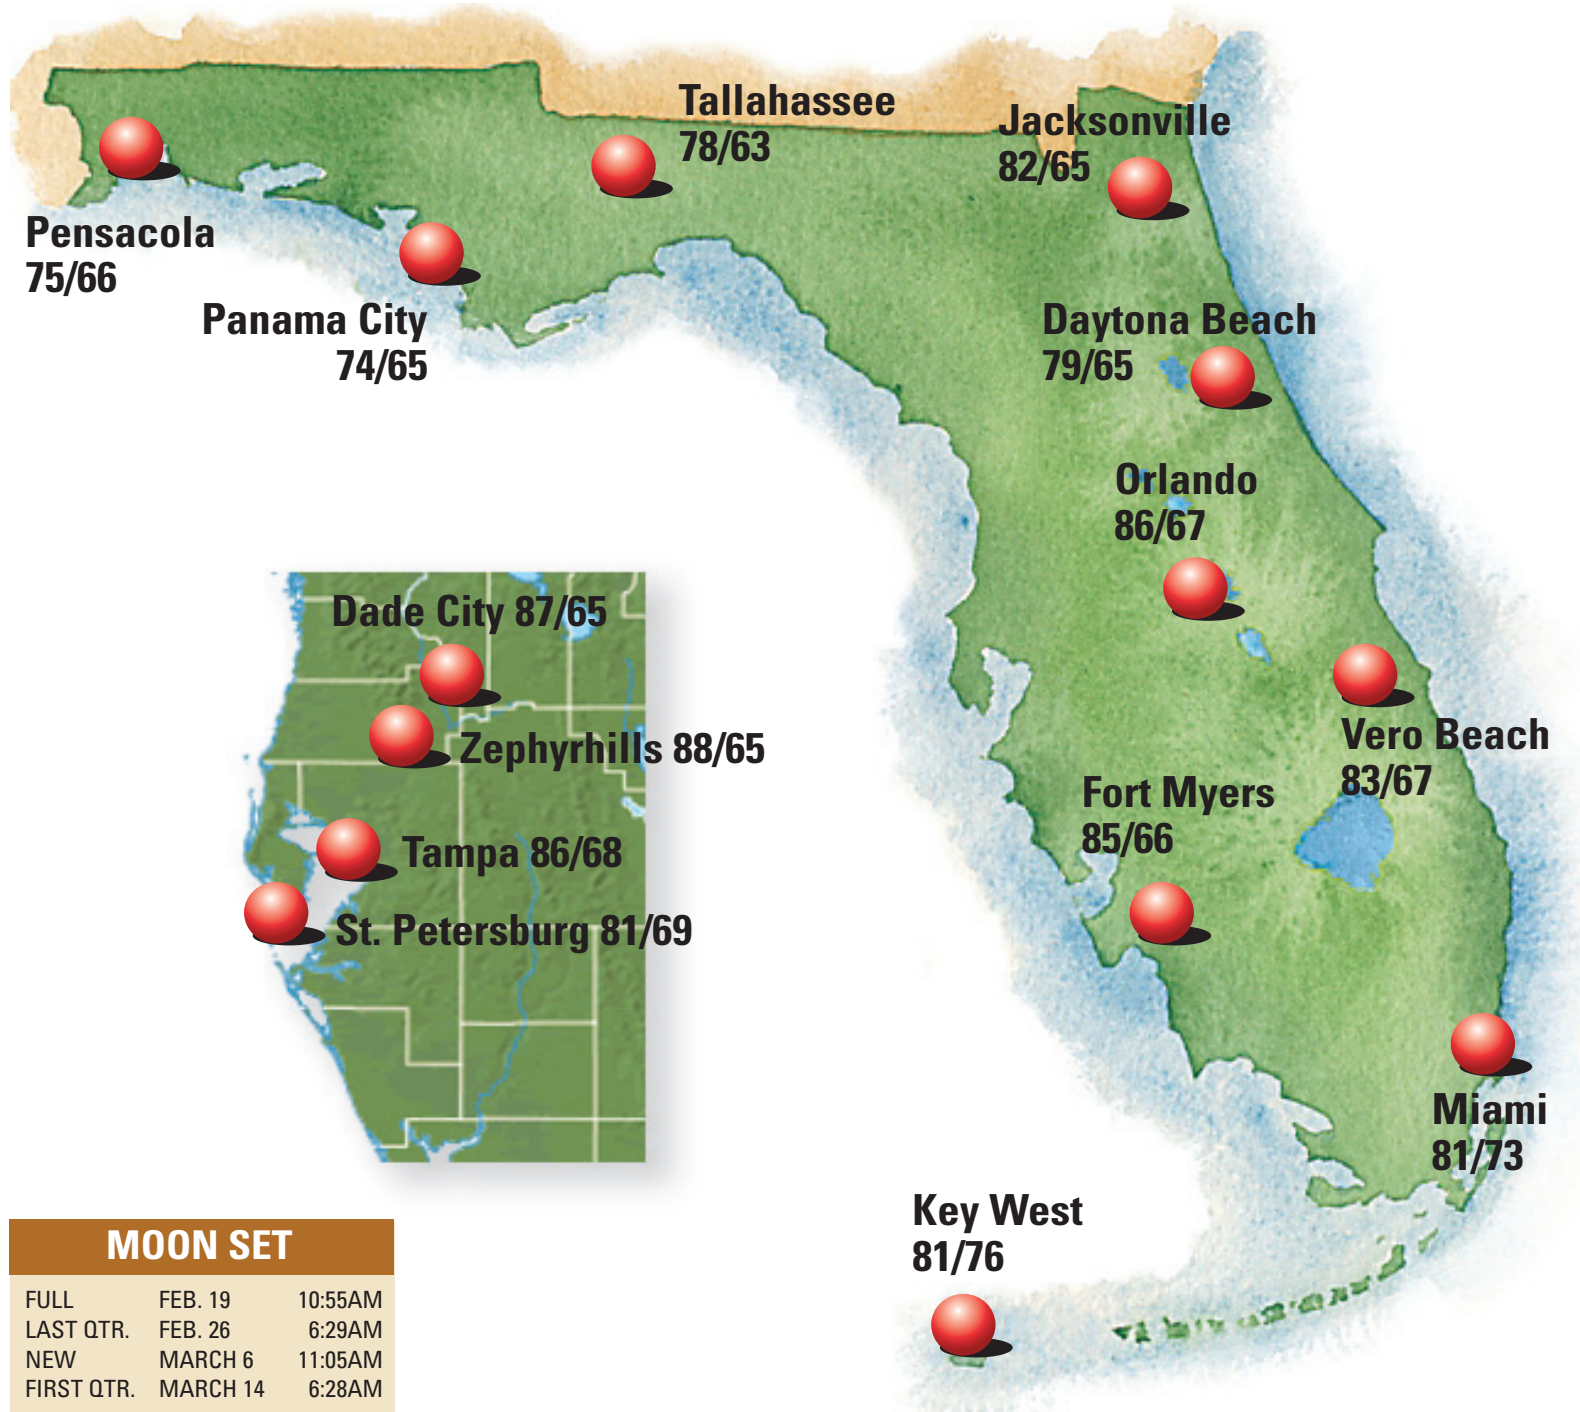 Tallahassee
78/63
Jacksonville
82/65
Pensacola
75/66
Panama City
74/65
Daytona Beach
79/65
Orlando
86/67
Dade City 87/65
Zephyrhills 88/65
Vero Beach
83/67
Fort Myers
85/66
Tampa 86/68
St. Petersburg 81/69
Miami
81/73
Key West
81/76
MOON SET
FULL FEB. 19 10:55AM
LAST QTR. FEB. 26 6:29AM
NEW MARCH 6 11:05AM
FIRST QTR. MARCH 14 6:28AM